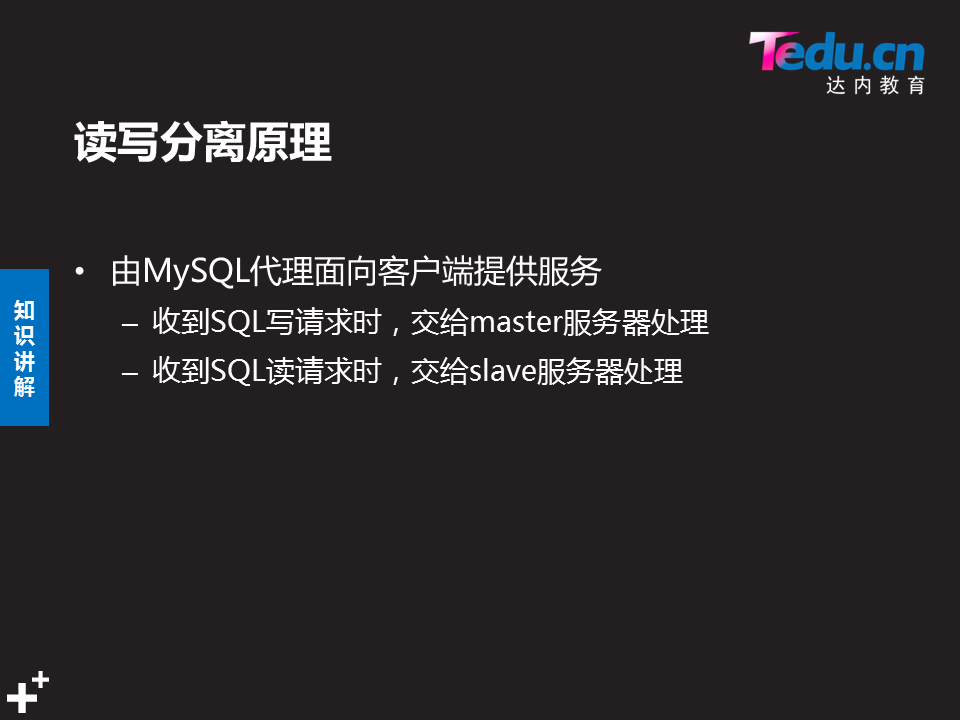 Tedu.cn
达内教育
读写分离原理
• 由MySQL代理面向客户端提供服务
– 收到SQL写请求时，交给master服务器处理
– 收到SQL读请求时，交给slave服务器处理
知识讲解